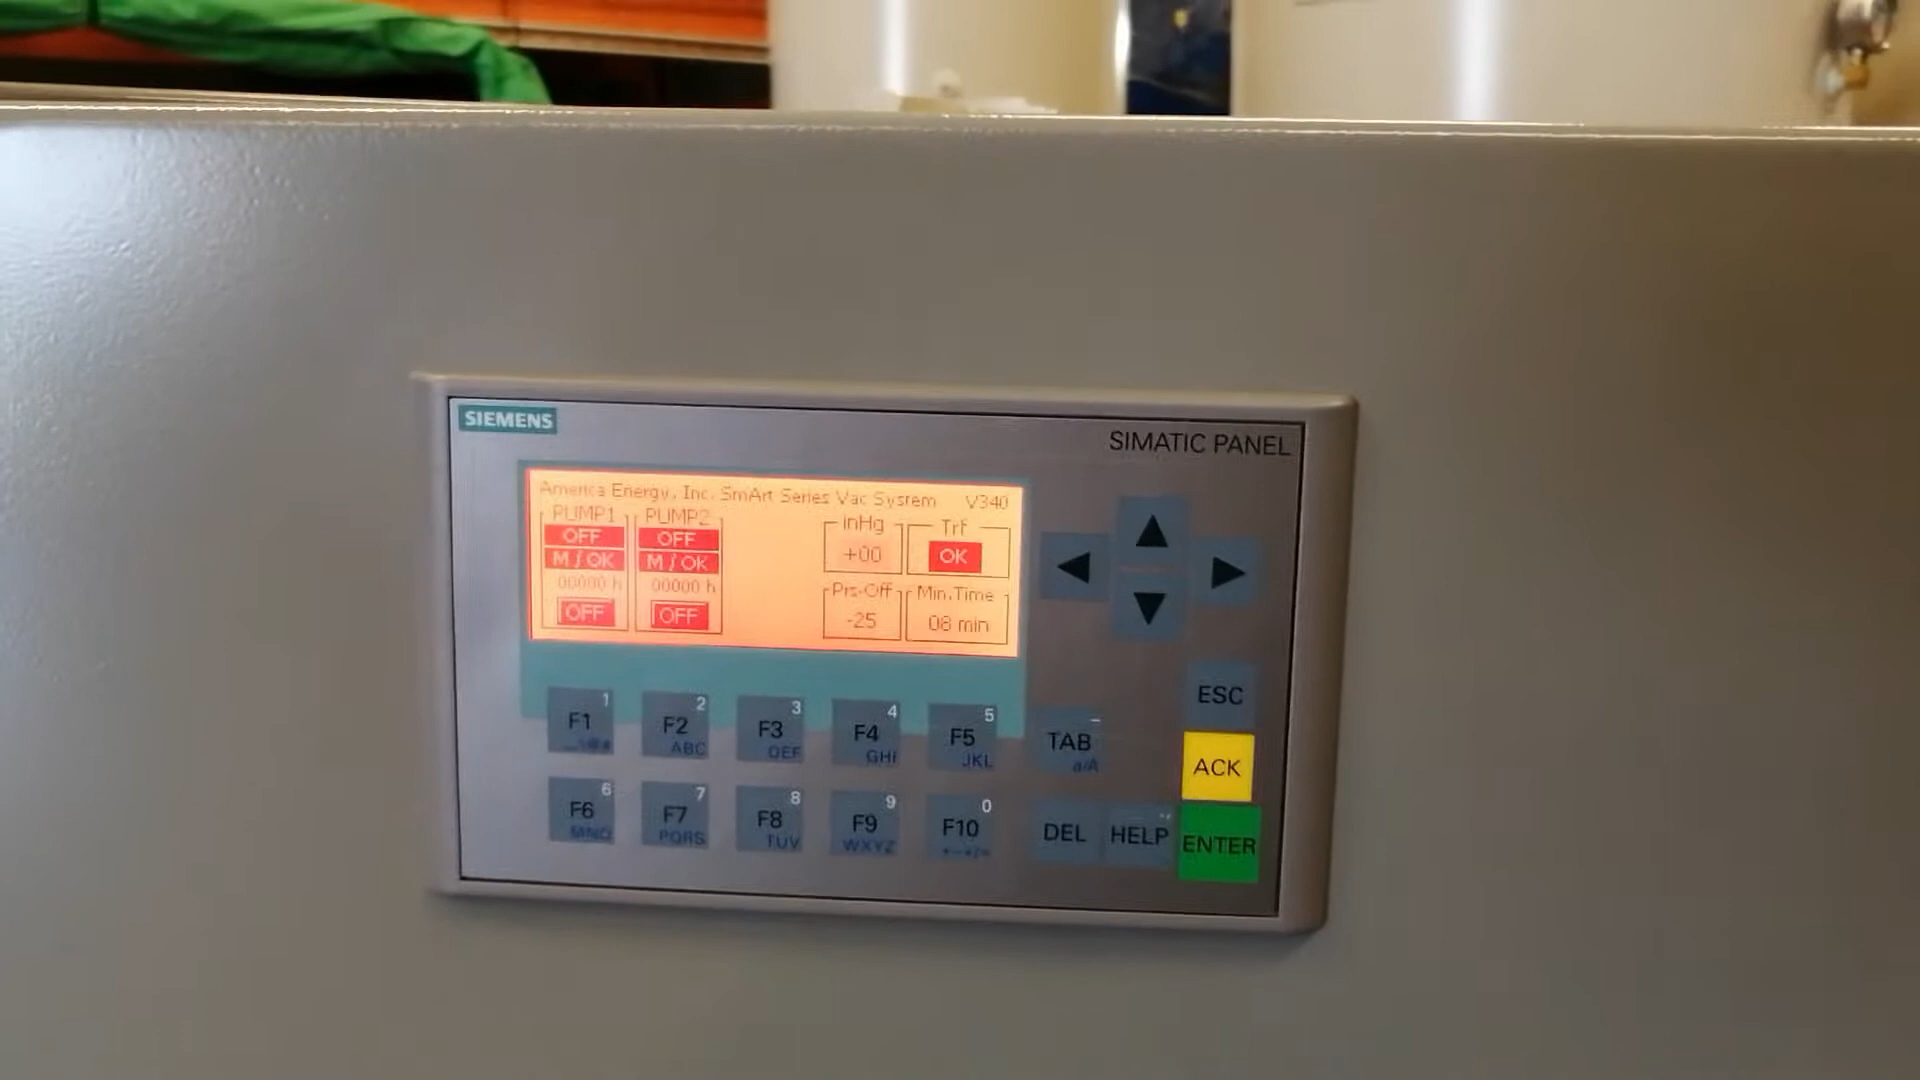 SIEMENS
SIMATIC PANEL
America Energy, Inc. SmArt Series Vac System V340
PUMP1 PUMP2 inHg Trf
OFF OFF
M/OK M/OK +00 OK
00000 h 00000 h Prs-Off Min.Time
OFF OFF -25 08 min
ESC
1 2 3 4 5
F1 F2 F3 F4 F5 TAB
ABC DEF GHI JKL a/A
ACK
6 7 8 9 0
F6 F7 F8 F9 F10 DEL HELP ENTER
MNO PQRS TUV WXYZ